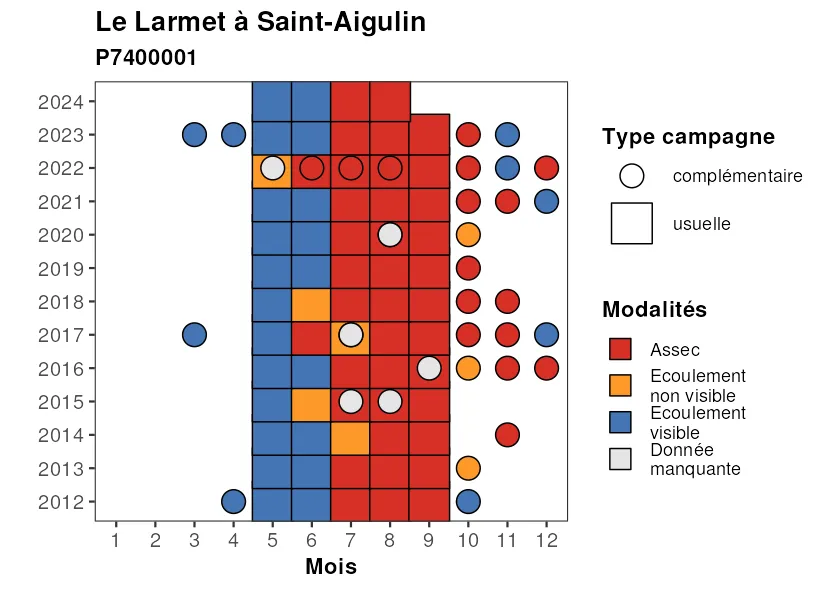 Le Larmet à Saint-Aigulin
P7400001
2024
2023
2022
2021
2020
2019
2018
2017
2016
2015
2014
2013
2012
1 2 3 4 5 6 7 8 9 10 11 12
Mois
Type campagne
complémentaire
usuelle
Modalités
Assec
Ecoulement
non visible
Ecoulement
visible
Donnée
manquante